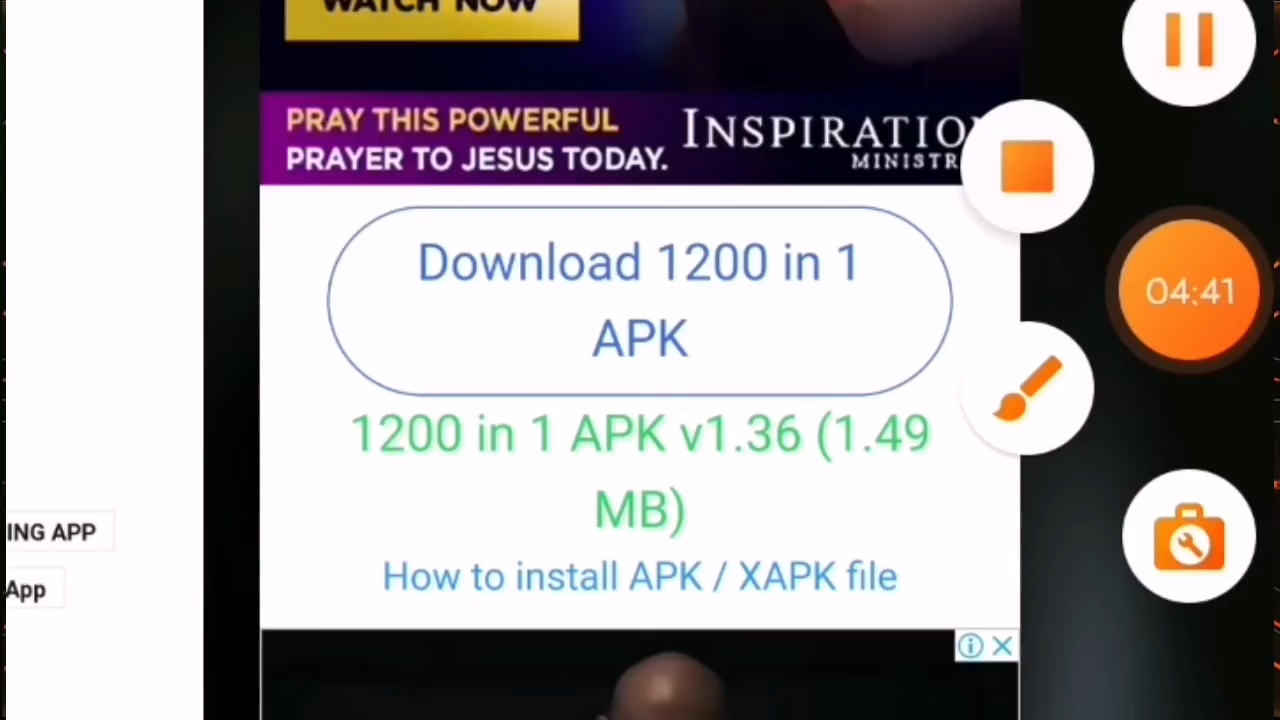 WATCH NOW
PRAY THIS POWERFUL
PRAYER TO JESUS TODAY.
INSPIRATIO
MINISTR
Download 1200 in 1
APK
04:41
1200 in 1 APK v1.36 (1.49
MB)
How to install APK / XAPK file
ING APP
App